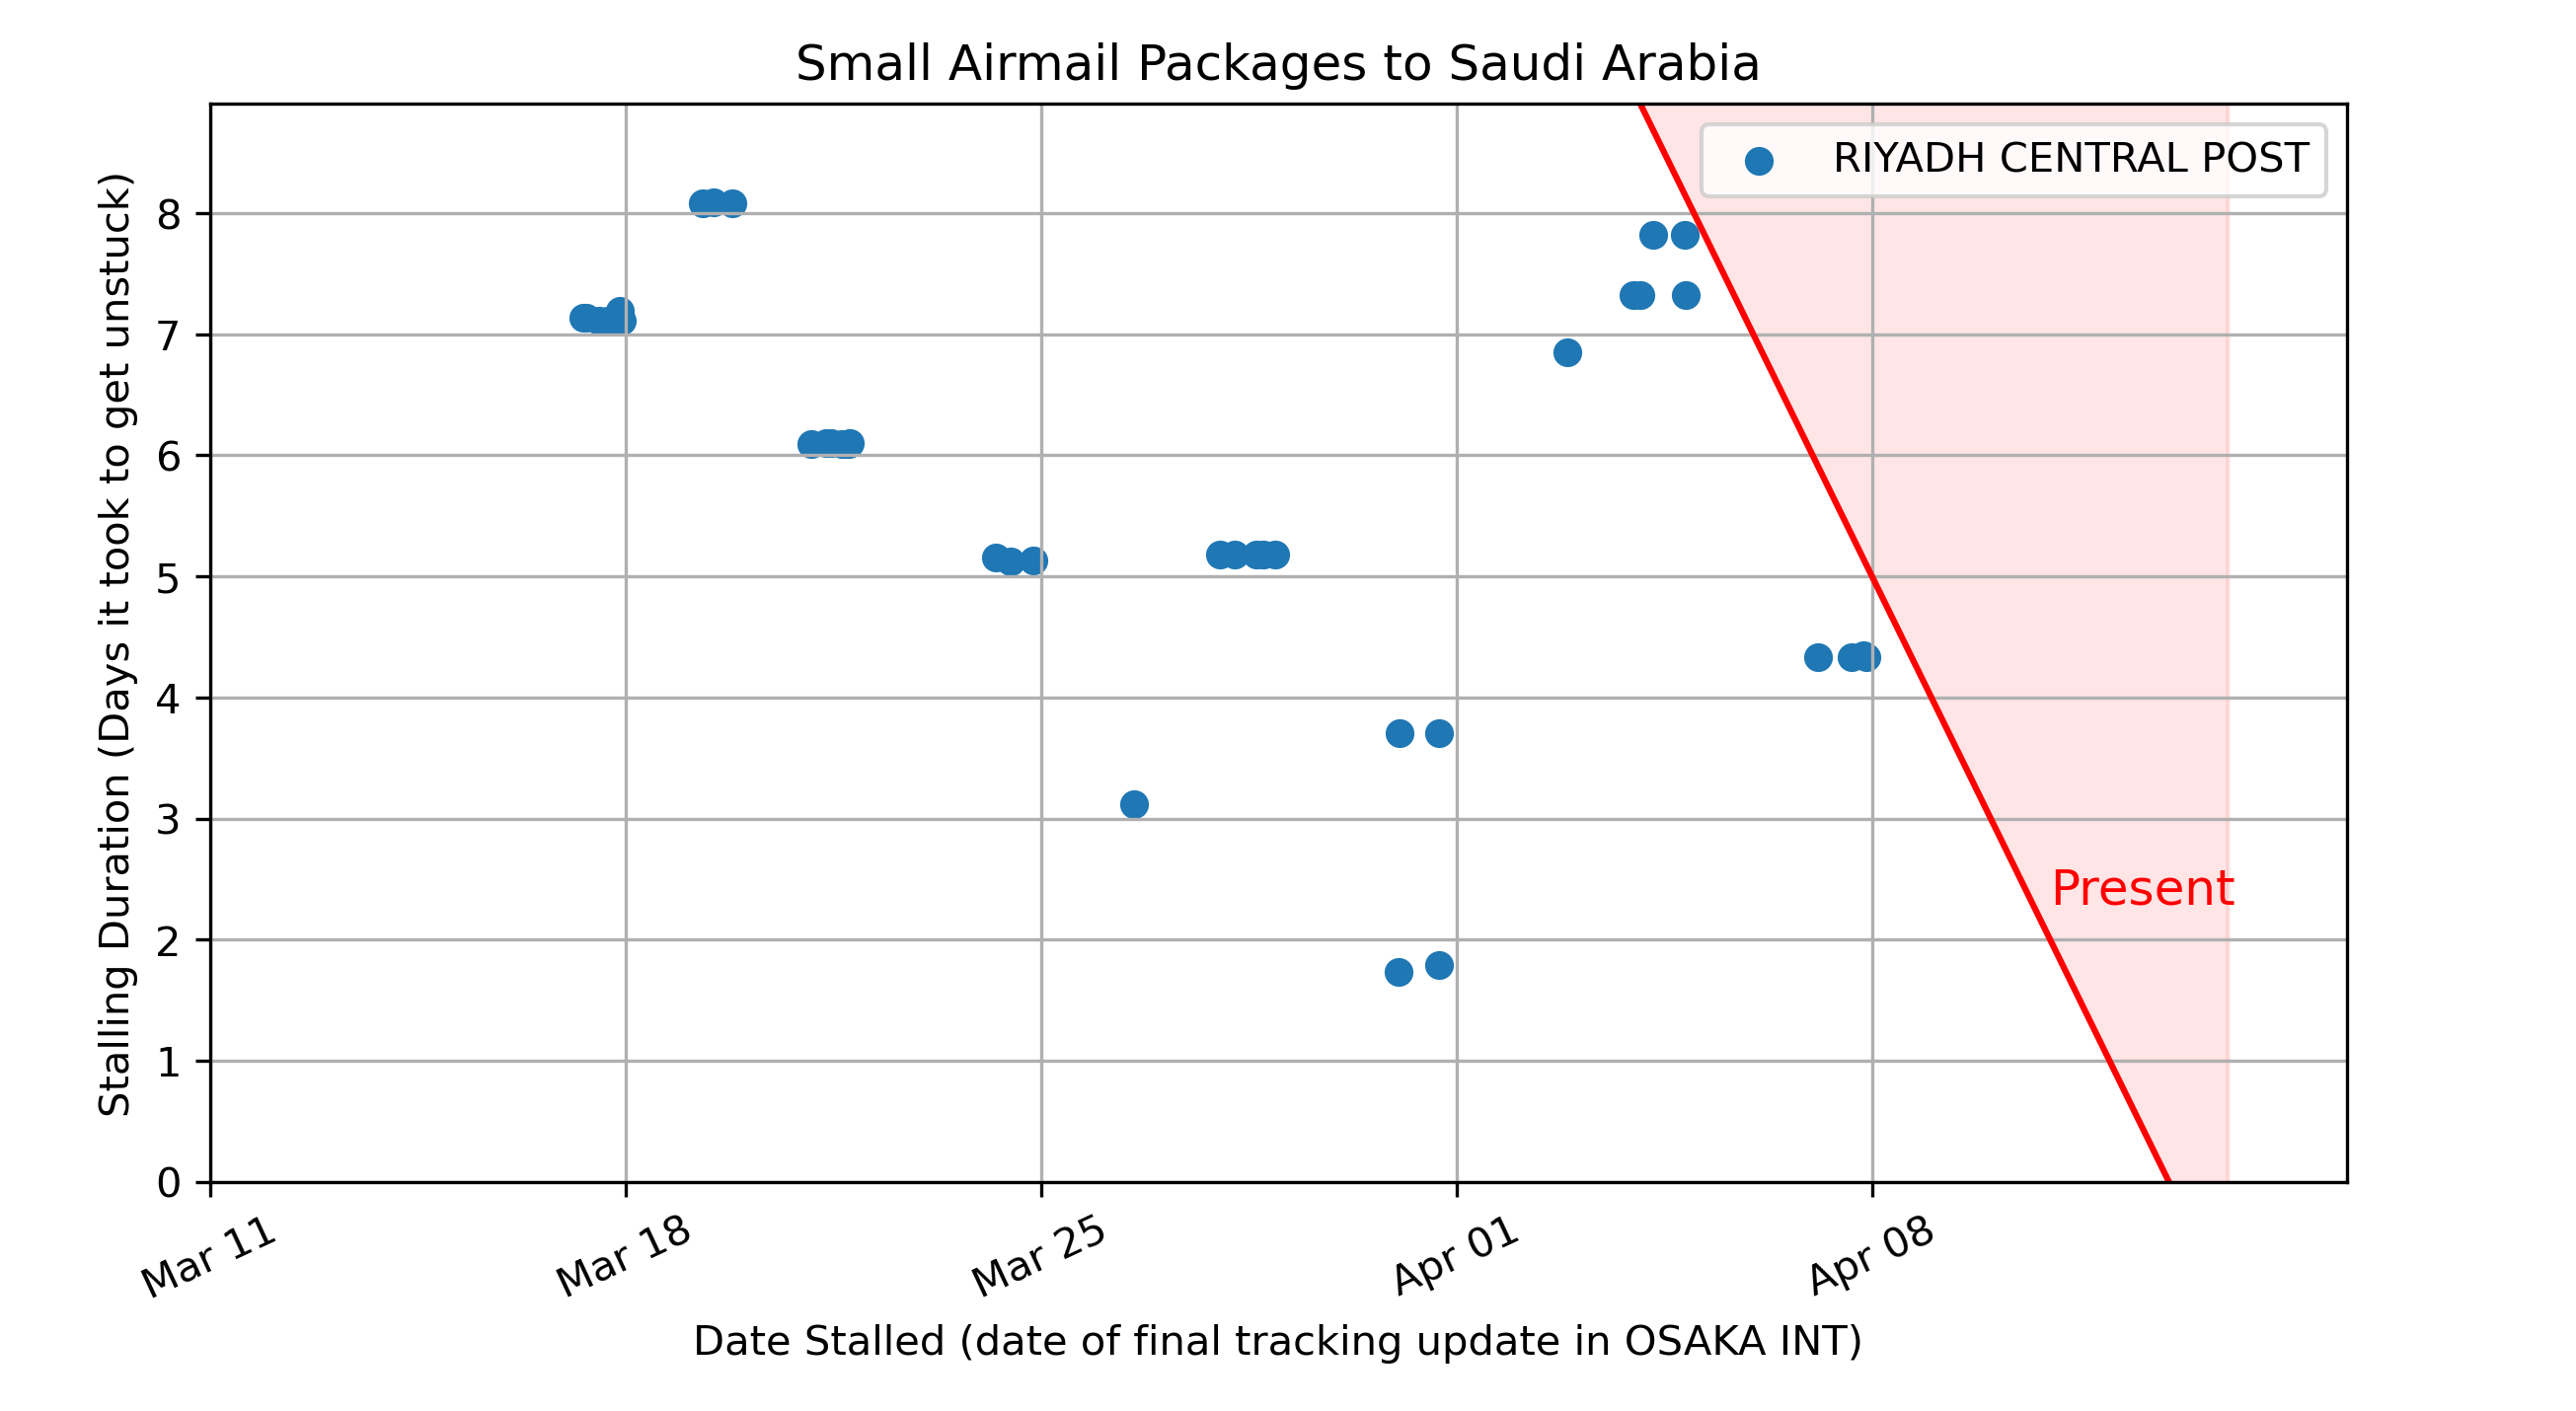 Small Airmail Packages to Saudi Arabia
RIYADH CENTRAL POST
Stalling Duration (Days it took to get unstuck)
8
7
6
5
4
3
2
1
0
Present
Mar 11
Mar 18
Mar 25
Apr 01
Apr 08
Date Stalled (date of final tracking update in OSAKA INT)